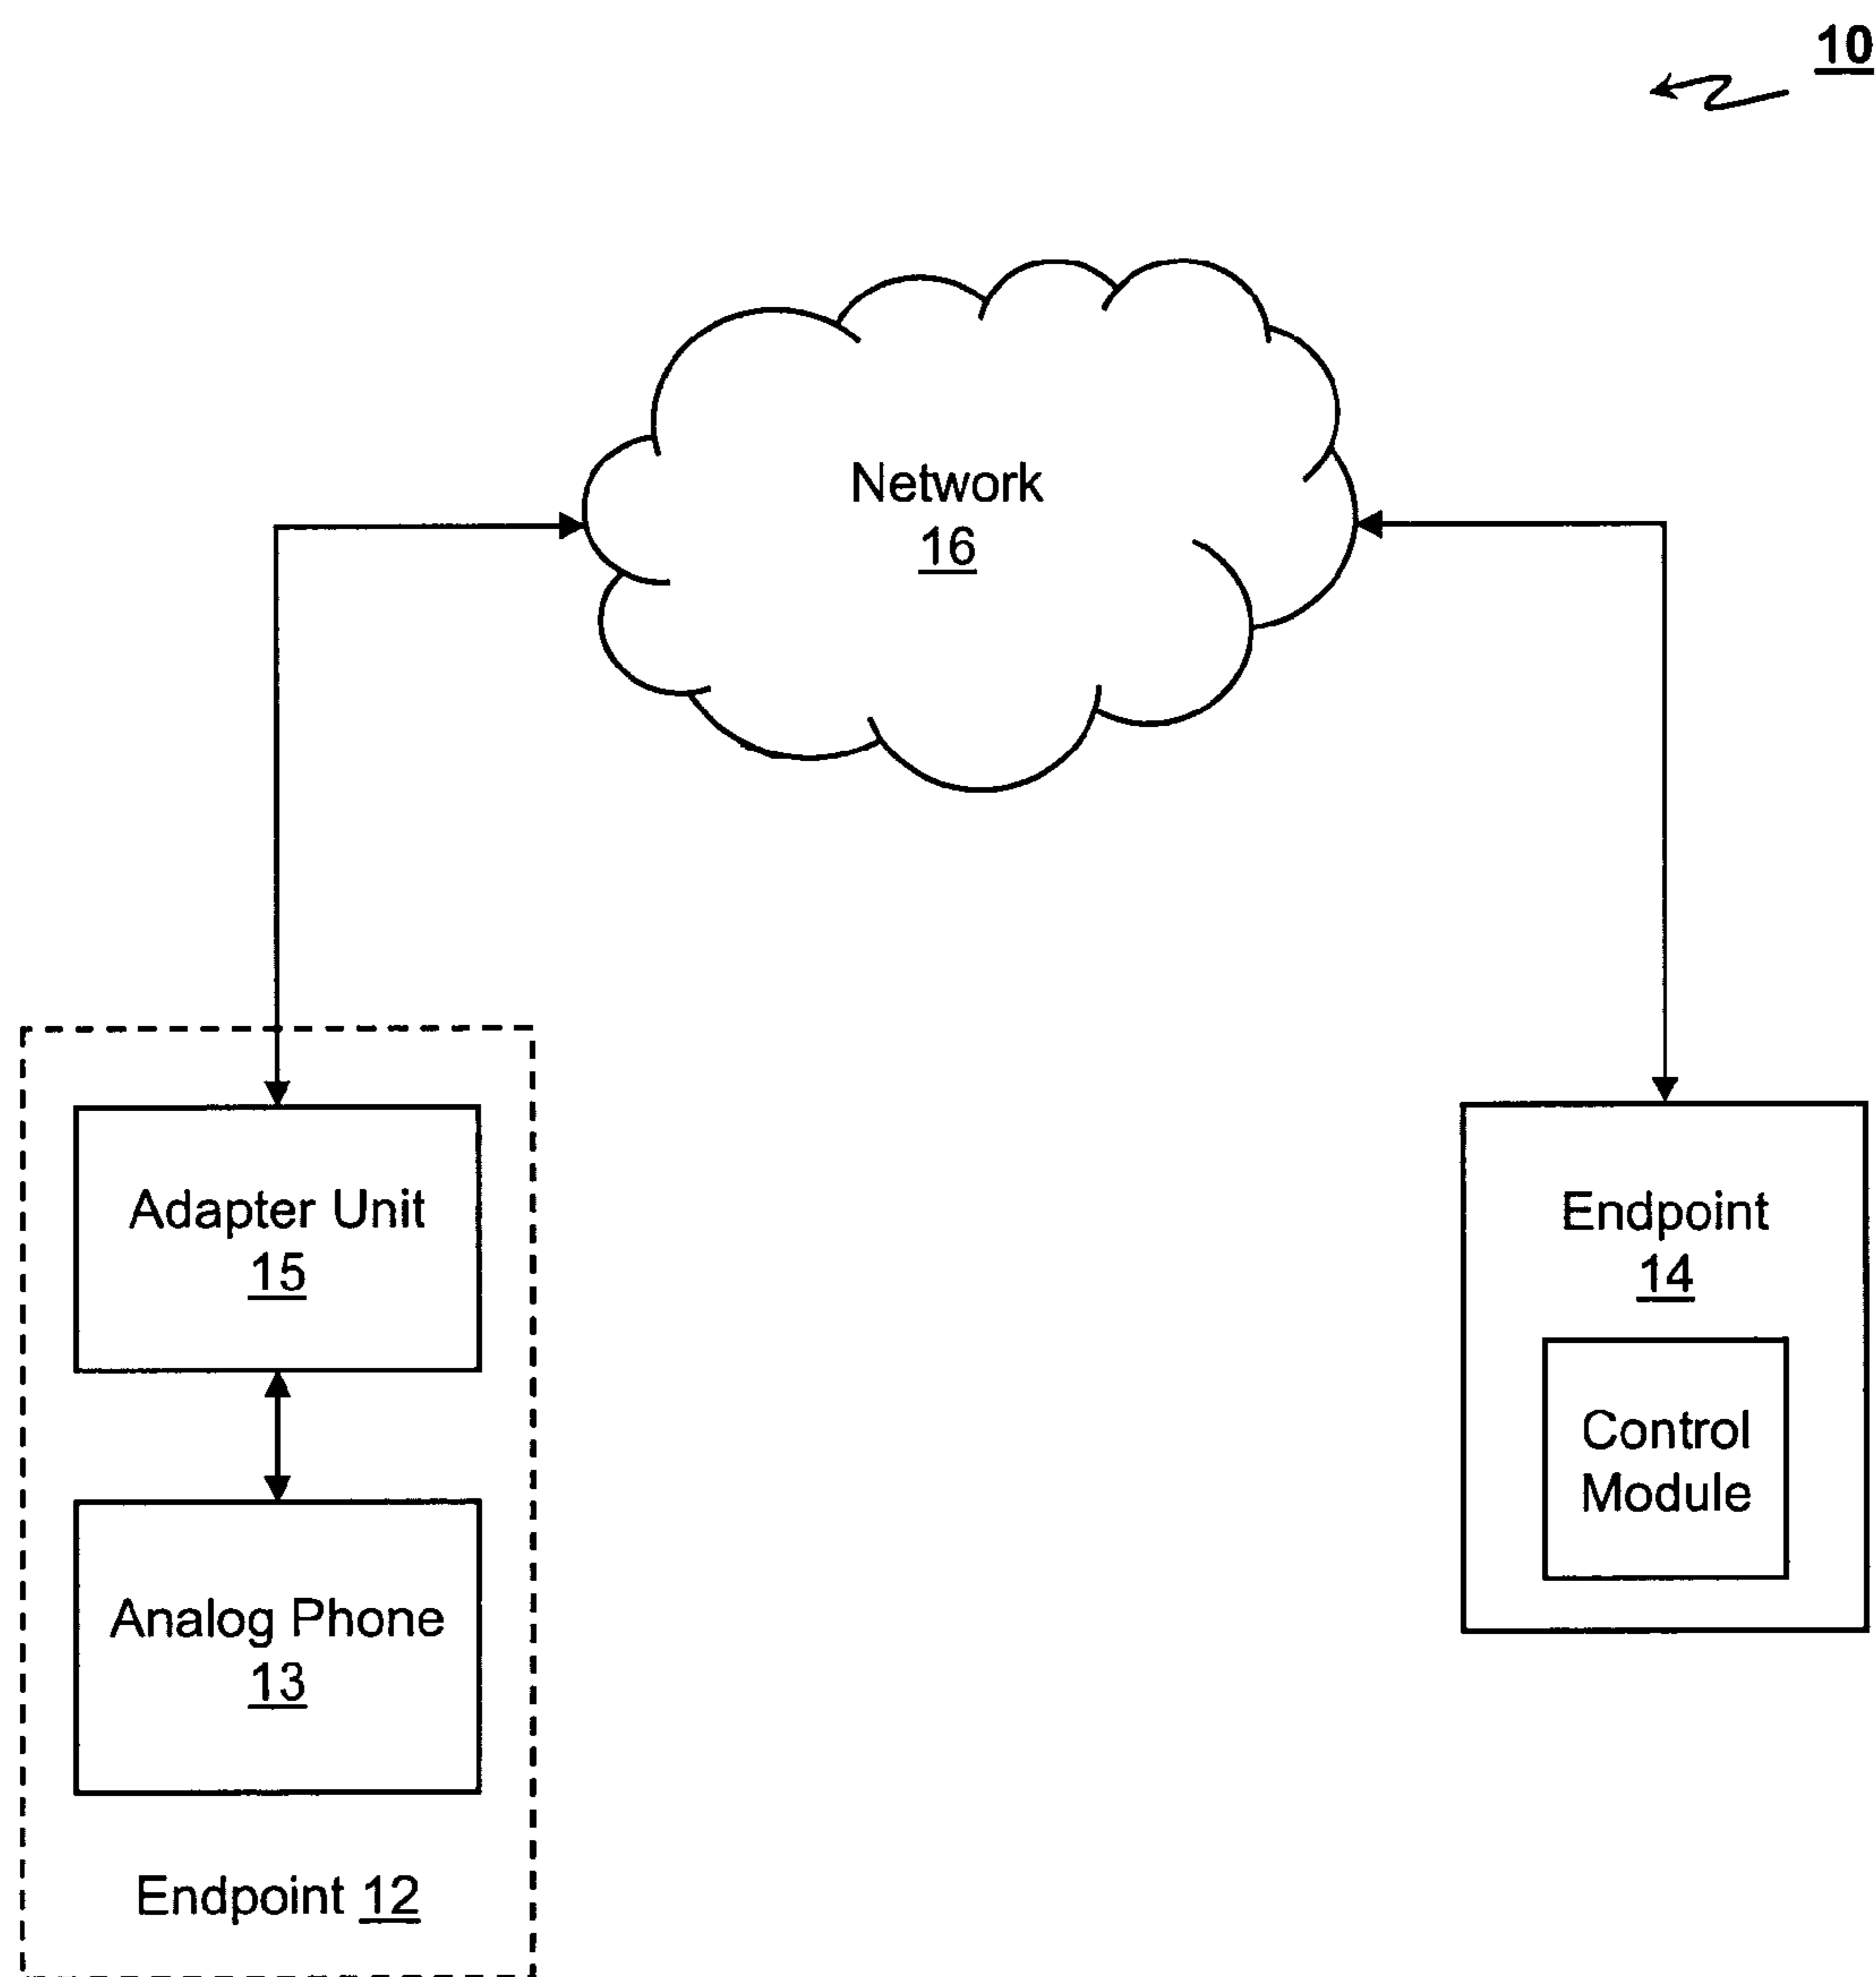 10
Network
16
Adapter Unit
15
Analog Phone
13
Endpoint 12
Endpoint
14
Control
Module